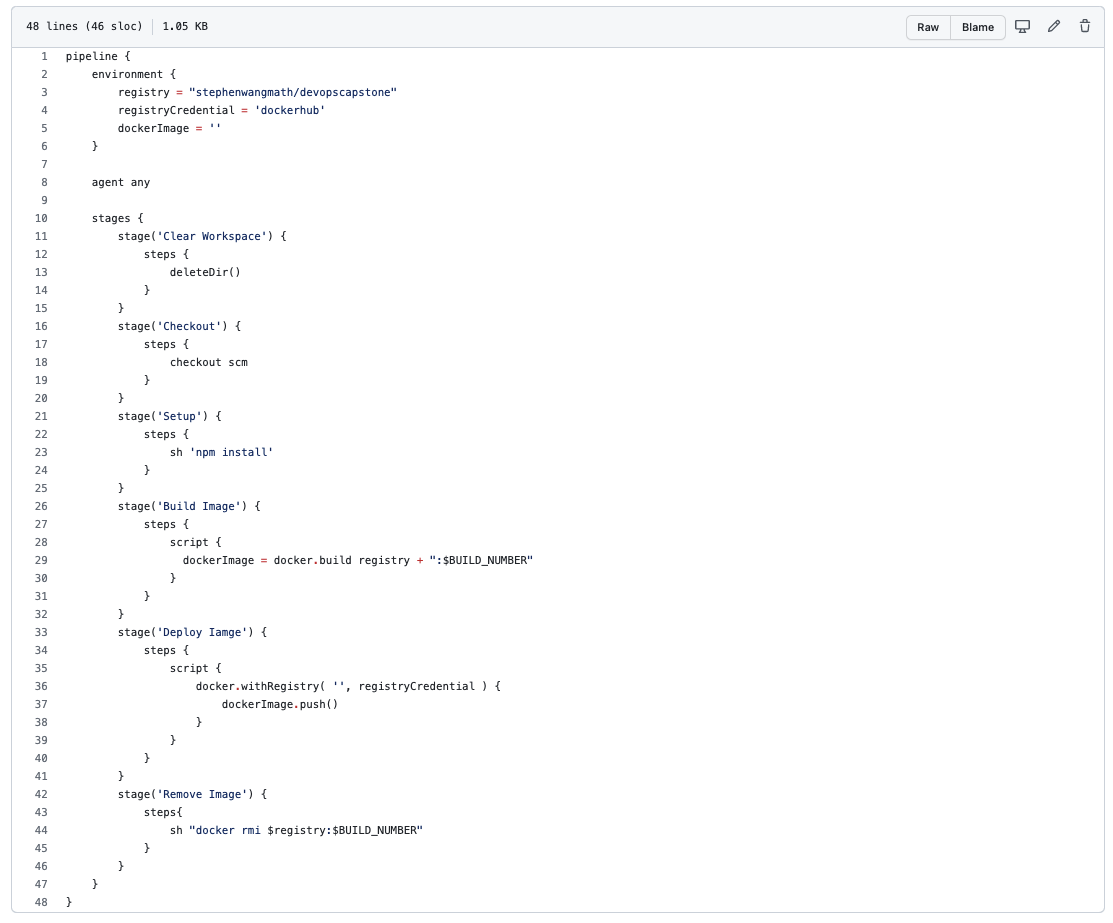 48 lines (46 sloc) 1.05 KB Raw Blame
1 pipeline {
2     environment {
3         registry = "stephenwangmath/devopscapstone"
4         registryCredential = 'dockerhub'
5         dockerImage = ''
6     }
7
8     agent any
9
10     stages {
11         stage('Clear Workspace') {
12             steps {
13                 deleteDir()
14             }
15         }
16         stage('Checkout') {
17             steps {
18                 checkout scm
19             }
20         }
21         stage('Setup') {
22             steps {
23                 sh 'npm install'
24             }
25         }
26         stage('Build Image') {
27             steps {
28                 script {
29                   dockerImage = docker.build registry + ":$BUILD_NUMBER"
30                 }
31             }
32         }
33         stage('Deploy Iamge') {
34             steps {
35                 script {
36                     docker.withRegistry( '', registryCredential ) {
37                         dockerImage.push()
38                     }
39                 }
40             }
41         }
42         stage('Remove Image') {
43             steps{
44                 sh "docker rmi $registry:$BUILD_NUMBER"
45             }
46         }
47     }
48 }